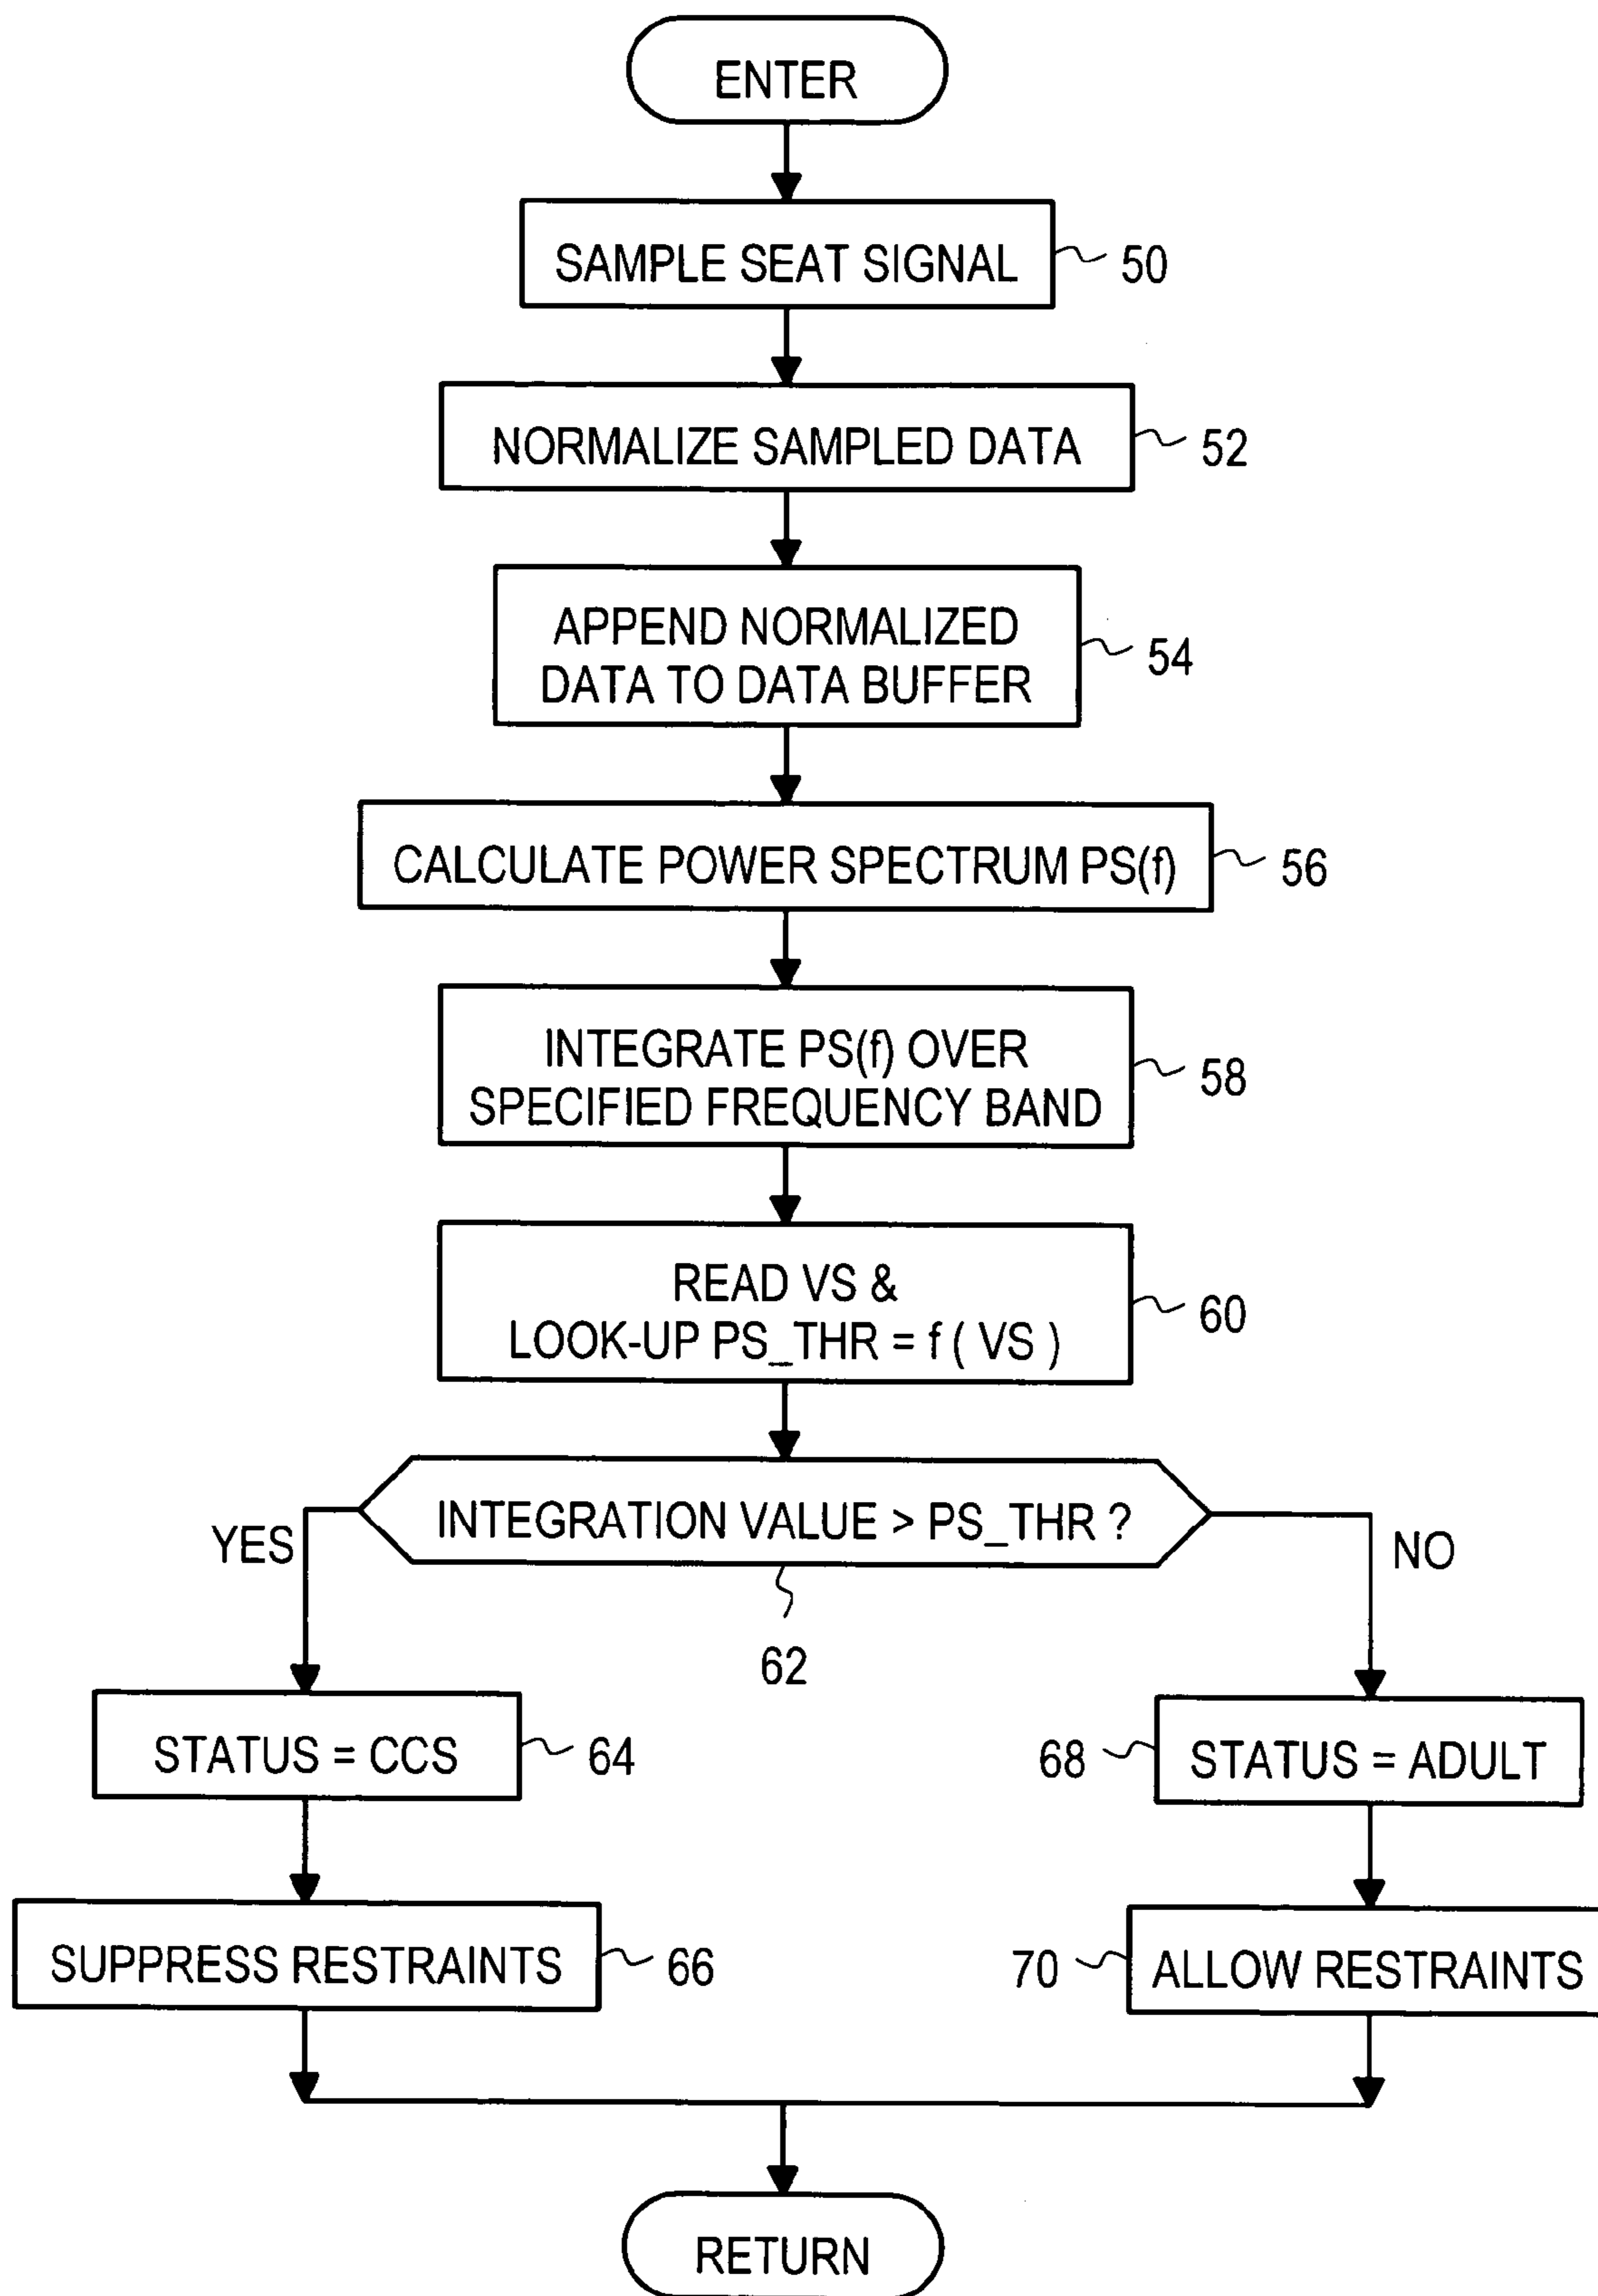 ENTER
SAMPLE SEAT SIGNAL
50
NORMALIZE SAMPLED DATA
52
APPEND NORMALIZED
DATA TO DATA BUFFER
54
CALCULATE POWER SPECTRUM PS(f)
56
INTEGRATE PS(f) OVER
SPECIFIED FREQUENCY BAND
58
READ VS &
LOOK-UP PS_THR = f ( VS )
60
INTEGRATION VALUE > PS_THR ?
YES
NO
62
STATUS = CCS
64
68
STATUS = ADULT
SUPPRESS RESTRAINTS
66
70
ALLOW RESTRAINTS
RETURN